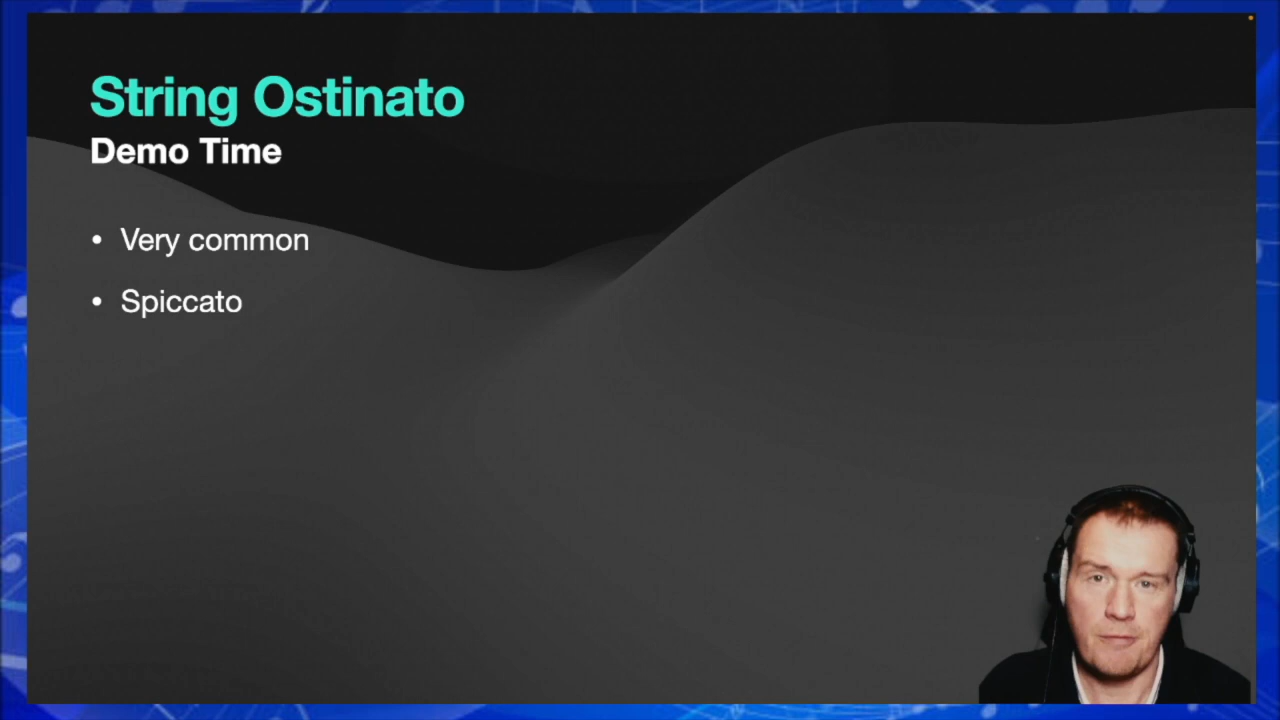 String Ostinato
Demo Time
• Very common
• Spiccato